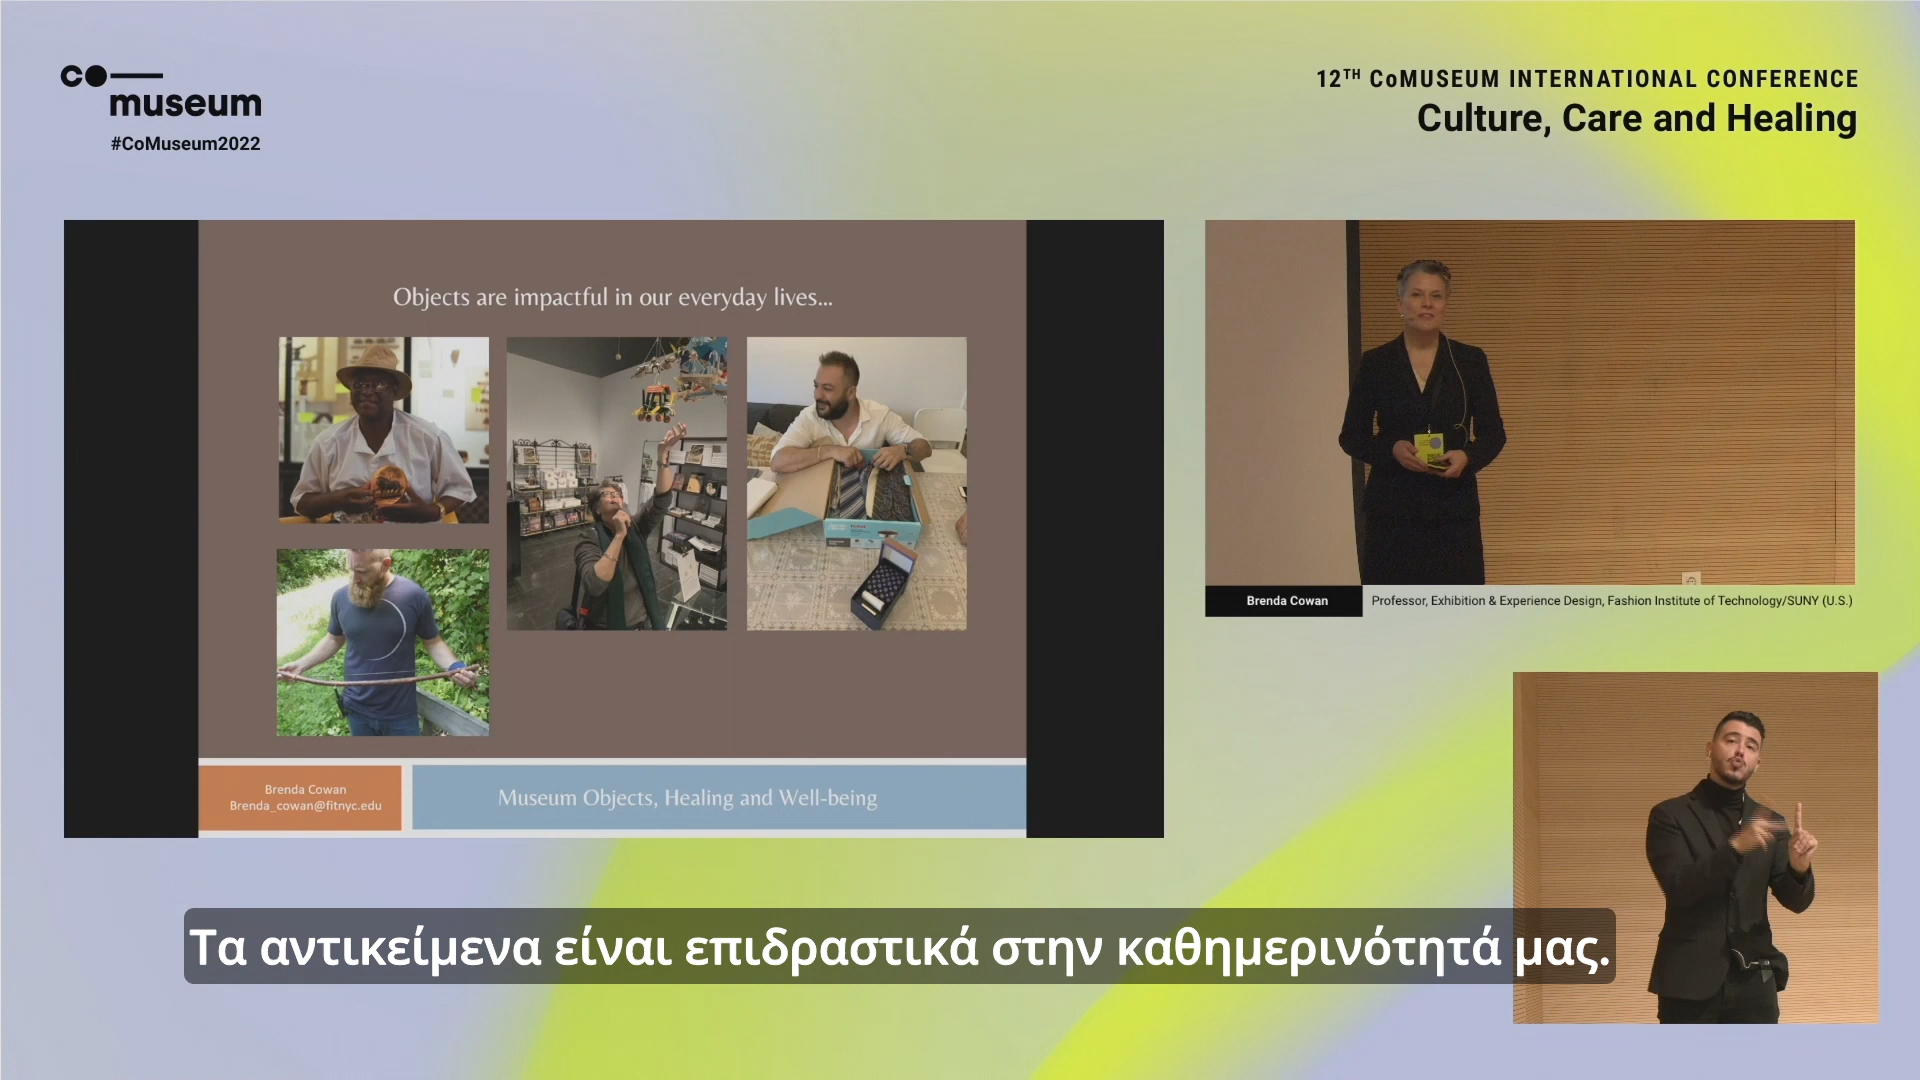 co
museum
#CoMuseum2022
12TH CoMUSEUM INTERNATIONAL CONFERENCE
Culture, Care and Healing
Objects are impactful in our everyday lives...
Brenda Cowan
Brenda_cowan@fitnyc.edu
Museum Objects, Healing and Well-being
Brenda Cowan
Professor, Exhibition & Experience Design, Fashion Institute of Technology/SUNY (U.S.)
Τα αντικείμενα είναι επιδραστικά στην καθημερινότητά μας.